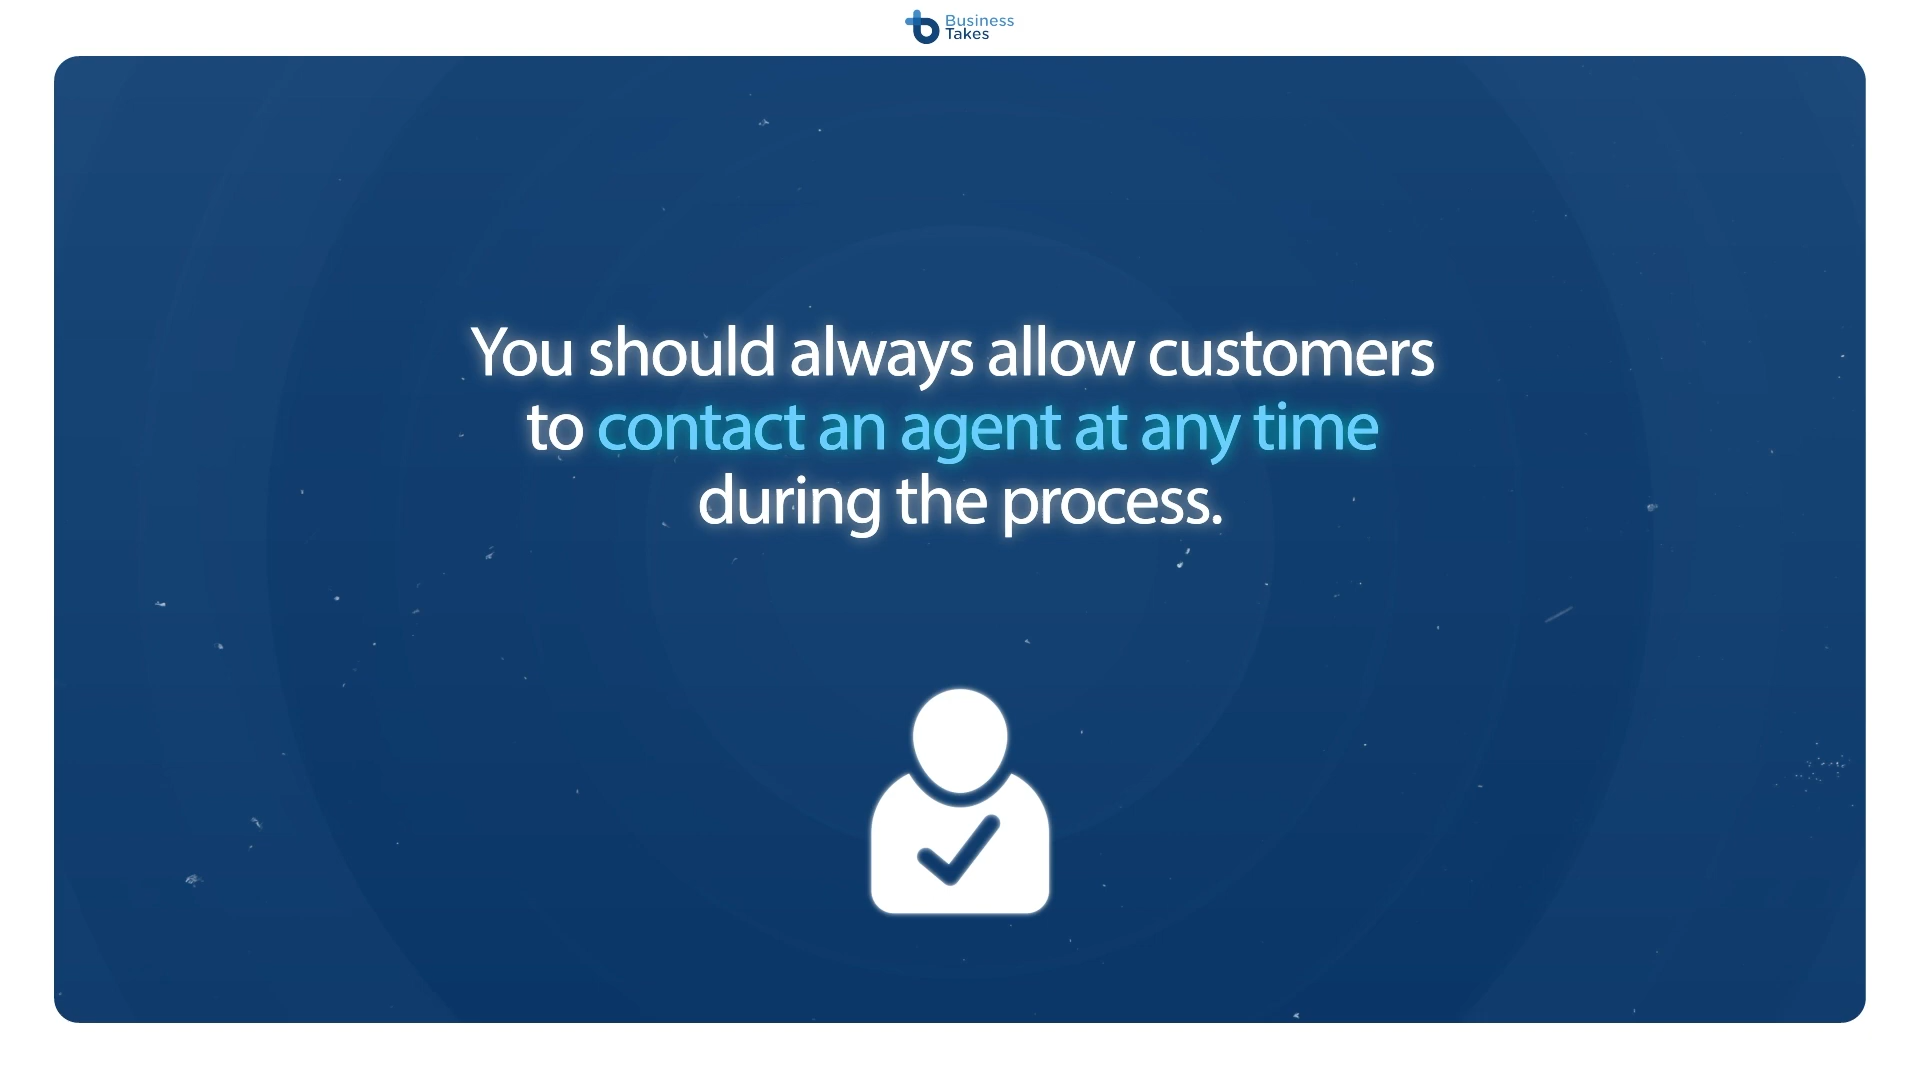 Business
Takes
You should always allow customers
to contact an agent at any time
during the process.